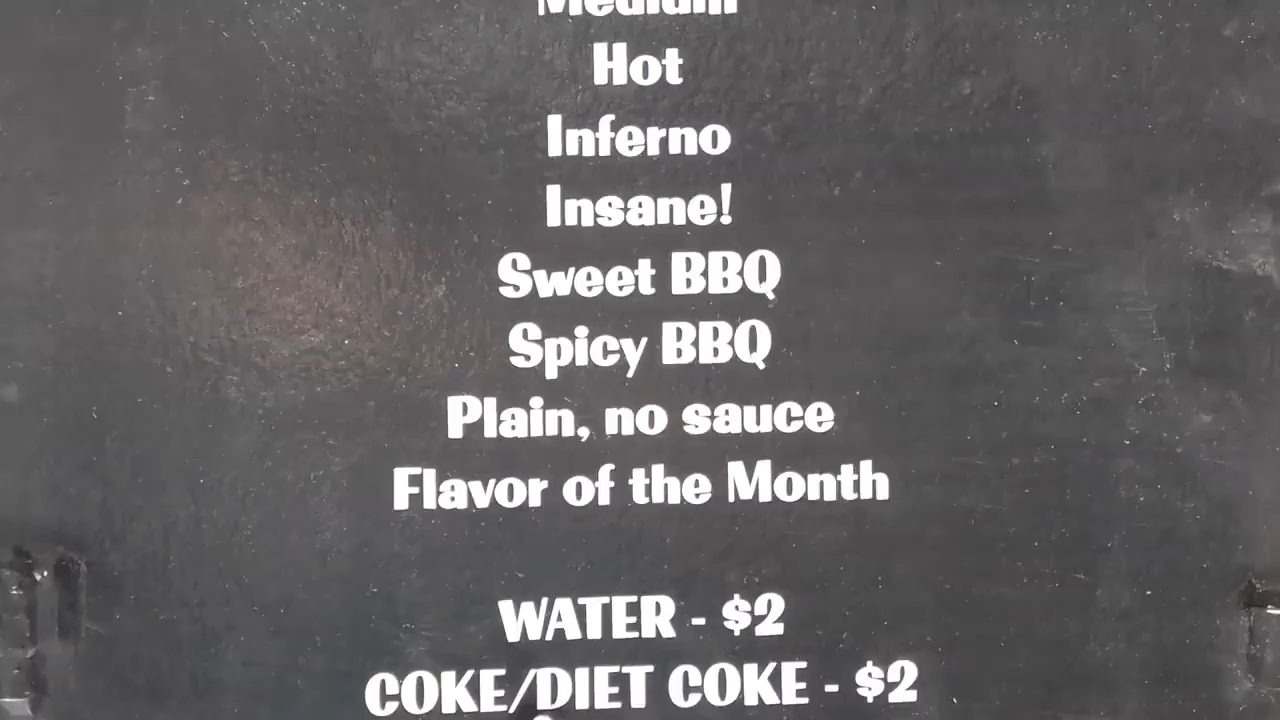 Medium
Hot
Inferno
Insane!
Sweet BBQ
Spicy BBQ
Plain, no sauce
Flavor of the Month
WATER - $2
COKE/DIET COKE - $2